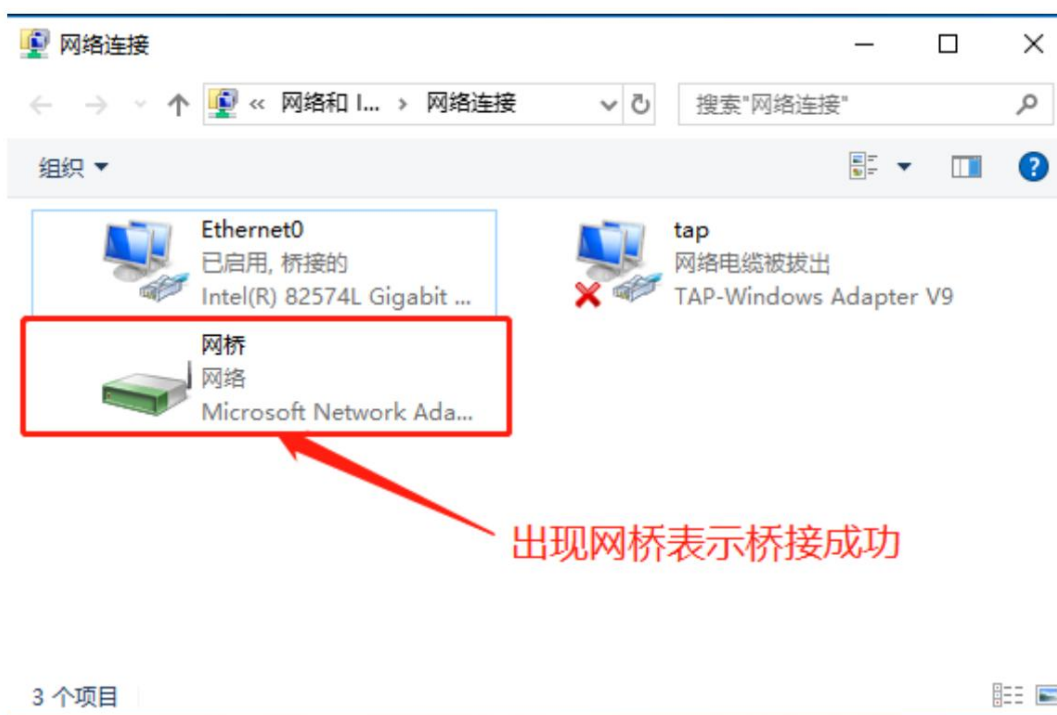 网络连接
« 网络和 I... › 网络连接
搜索"网络连接"
组织
Ethernet0
已启用, 桥接的
Intel(R) 82574L Gigabit ...
tap
网络电缆被拔出
TAP-Windows Adapter V9
网桥
网络
Microsoft Network Ada...
出现网桥表示桥接成功
3 个项目